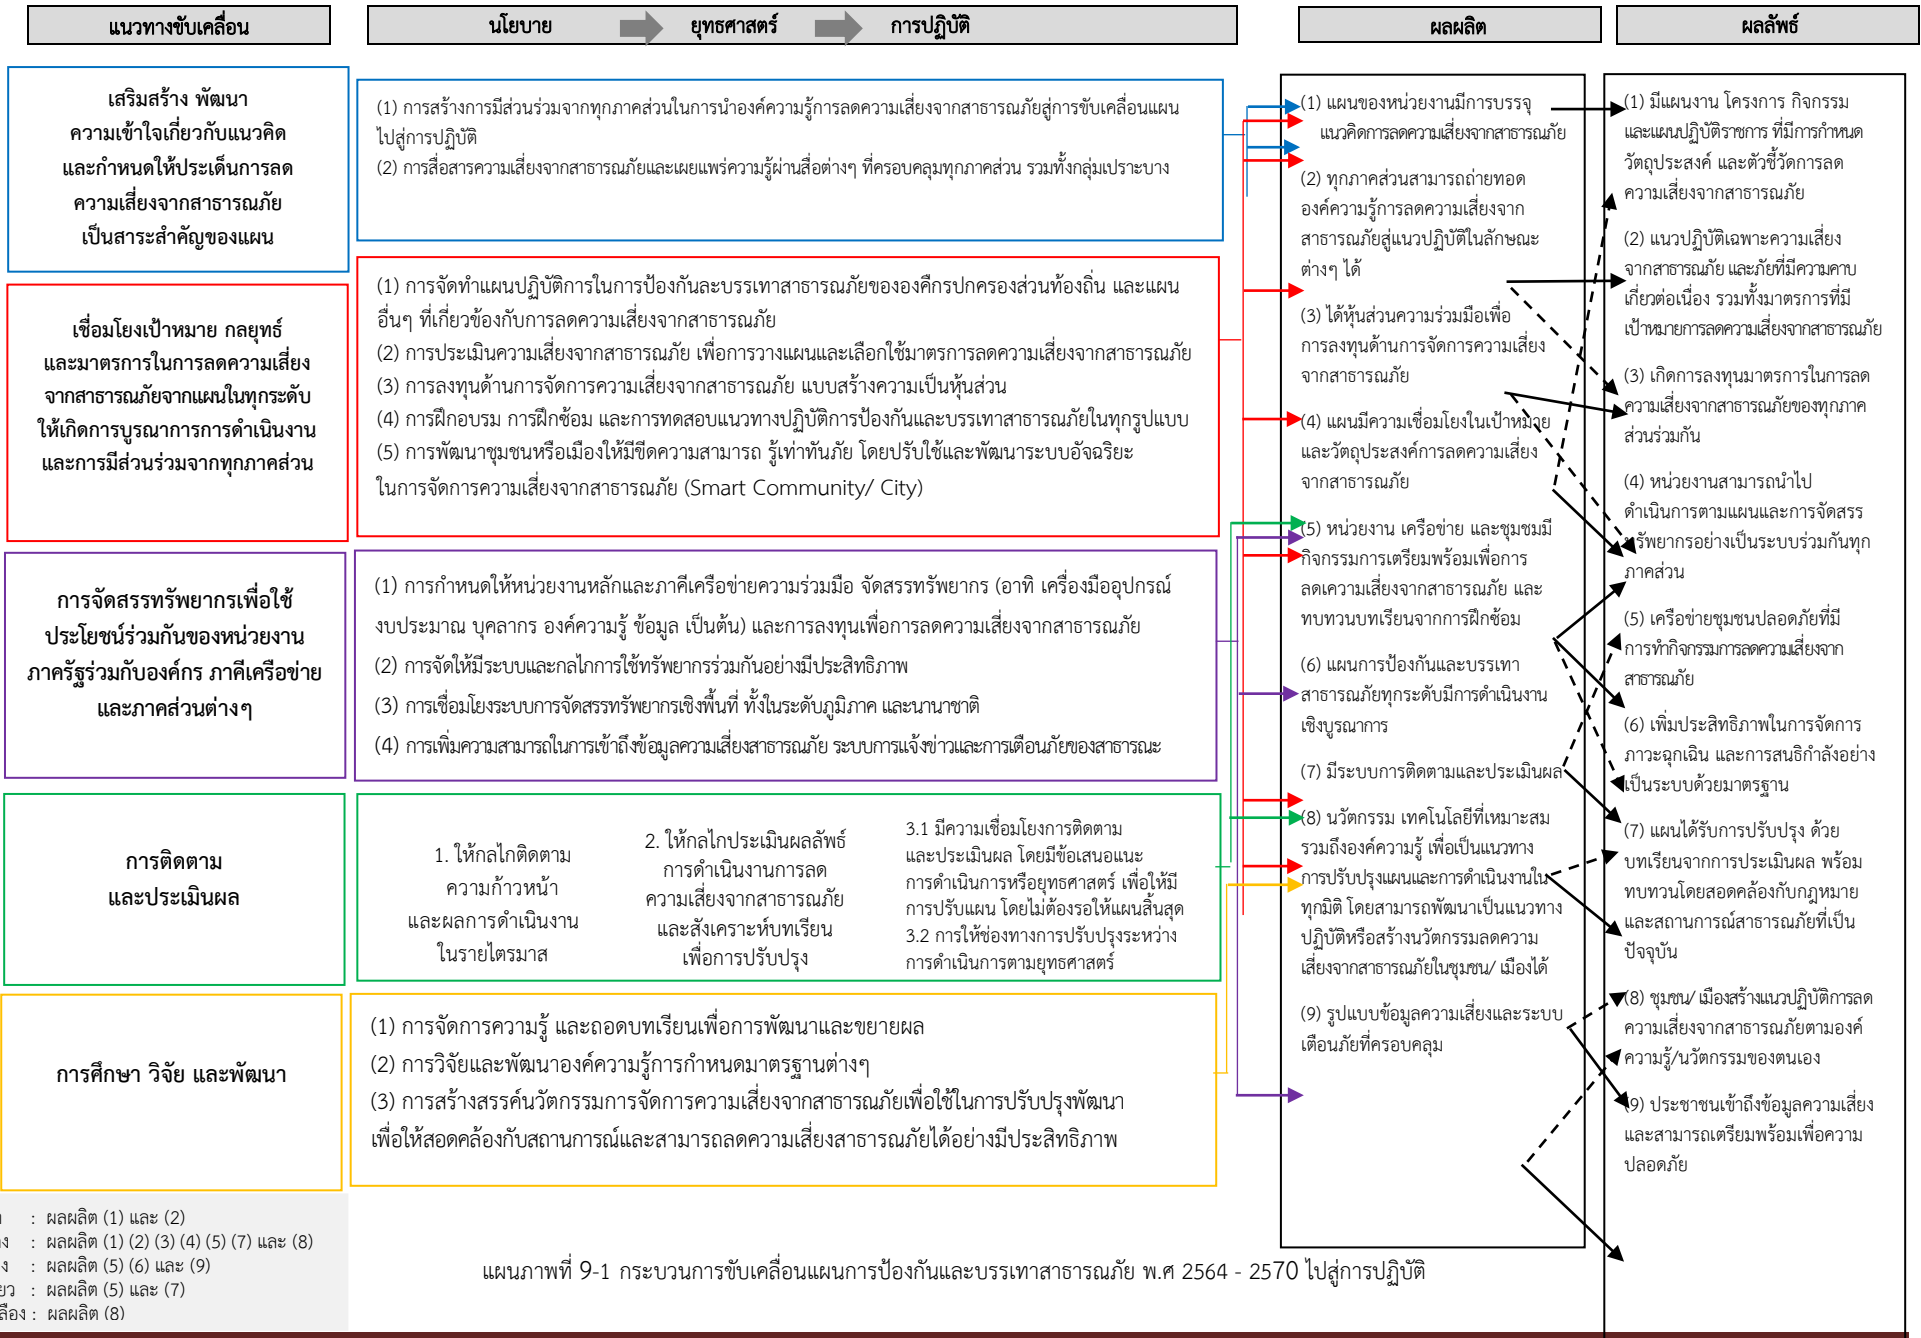 แนวทางขับเคลื่อน
นโยบาย ยุทธศาสตร์ การปฏิบัติ
ผลผลิต
ผลลัพธ์
เสริมสร้าง พัฒนา
ความเข้าใจเกี่ยวกับแนวคิด
และกำหนดให้ประเด็นการลด
ความเสี่ยงจากสาธารณภัย
เป็นสาระสำคัญของแผน
(1) การสร้างการมีส่วนร่วมจากทุกภาคส่วนในการนำองค์ความรู้การลดความเสี่ยงจากสาธารณภัยสู่การขับเคลื่อนแผน
ไปสู่การปฏิบัติ
(2) การสื่อสารความเสี่ยงจากสาธารณภัยและเผยแพร่ความรู้ผ่านสื่อต่างๆ ที่ครอบคลุมทุกภาคส่วน รวมทั้งกลุ่มเปราะบาง
เชื่อมโยงเป้าหมาย กลยุทธ์
และมาตรการในการลดความเสี่ยง
จากสาธารณภัยจากแผนในทุกระดับ
ให้เกิดการบูรณาการการดำเนินงาน
และการมีส่วนร่วมจากทุกภาคส่วน
(1) การจัดทำแผนปฏิบัติการในการป้องกันละบรรเทาสาธารณภัยขององค์กรปกครองส่วนท้องถิ่น และแผน
อื่นๆ ที่เกี่ยวข้องกับการลดความเสี่ยงจากสาธารณภัย
(2) การประเมินความเสี่ยงจากสาธารณภัย เพื่อการวางแผนและเลือกใช้มาตรการลดความเสี่ยงจากสาธารณภัย
(3) การลงทุนด้านการจัดการความเสี่ยงจากสาธารณภัย แบบสร้างความเป็นหุ้นส่วน
(4) การฝึกอบรม การฝึกซ้อม และการทดสอบแนวทางปฏิบัติการป้องกันและบรรเทาสาธารณภัยในทุกรูปแบบ
(5) การพัฒนาชุมชนหรือเมืองให้มีขีดความสามารถ รู้เท่าทันภัย โดยปรับใช้และพัฒนาระบบอัจฉริยะ
ในการจัดการความเสี่ยงจากสาธารณภัย (Smart Community/ City)
การจัดสรรทรัพยากรเพื่อใช้
ประโยชน์ร่วมกันของหน่วยงาน
ภาครัฐร่วมกับองค์กร ภาคีเครือข่าย
และภาคส่วนต่างๆ
(1) การกำหนดให้หน่วยงานหลักและภาคีเครือข่ายความร่วมมือ จัดสรรทรัพยากร (อาทิ เครื่องมืออุปกรณ์
งบประมาณ บุคลากร องค์ความรู้ ข้อมูล เป็นต้น) และการลงทุนเพื่อการลดความเสี่ยงจากสาธารณภัย
(2) การจัดให้มีระบบและกลไกการใช้ทรัพยากรร่วมกันอย่างมีประสิทธิภาพ
(3) การเชื่อมโยงระบบการจัดสรรทรัพยากรเชิงพื้นที่ ทั้งในระดับภูมิภาค และนานาชาติ
(4) การเพิ่มความสามารถในการเข้าถึงข้อมูลความเสี่ยงสาธารณภัย ระบบการแจ้งข่าวและการเตือนภัยของสาธารณะ
การติดตาม
และประเมินผล
1. ให้กลไกติดตาม
ความก้าวหน้า
และผลการดำเนินงาน
ในรายไตรมาส
2. ให้กลไกประเมินผลลัพธ์
การดำเนินงานการลด
ความเสี่ยงจากสาธารณภัย
และสังเคราะห์บทเรียน
เพื่อการปรับปรุง
3.1 มีความเชื่อมโยงการติดตาม
และประเมินผล โดยมีข้อเสนอแนะ
การดำเนินการหรือยุทธศาสตร์ เพื่อให้มี
การปรับแผน โดยไม่ต้องรอให้แผนสิ้นสุด
3.2 การให้ช่องทางการปรับปรุงระหว่าง
การดำเนินการตามยุทธศาสตร์
การศึกษา วิจัย และพัฒนา
(1) การจัดการความรู้ และถอดบทเรียนเพื่อการพัฒนาและขยายผล
(2) การวิจัยและพัฒนาองค์ความรู้การกำหนดมาตรฐานต่างๆ
(3) การสร้างสรรค์นวัตกรรมการจัดการความเสี่ยงจากสาธารณภัยเพื่อใช้ในการปรับปรุงพัฒนา
เพื่อให้สอดคล้องกับสถานการณ์และสามารถลดความเสี่ยงสาธารณภัยได้อย่างมีประสิทธิภาพ
(1) แผนของหน่วยงานมีการบรรจุ
แนวคิดการลดความเสี่ยงจากสาธารณภัย
(2) ทุกภาคส่วนสามารถถ่ายทอด
องค์ความรู้การลดความเสี่ยงจาก
สาธารณภัยสู่แนวปฏิบัติในลักษณะ
ต่างๆ ได้
(3) ได้หุ้นส่วนความร่วมมือเพื่อ
การลงทุนด้านการจัดการความเสี่ยง
จากสาธารณภัย
(4) แผนมีความเชื่อมโยงในเป้าหมาย
และวัตถุประสงค์การลดความเสี่ยง
จากสาธารณภัย
(5) หน่วยงาน เครือข่าย และชุมชนมี
กิจกรรมการเตรียมพร้อมเพื่อการ
ลดเความเสี่ยงจากสาธารณภัย และ
ทบทวนบทเรียนจากการฝึกซ้อม
(6) แผนการป้องกันและบรรเทา
สาธารณภัยทุกระดับมีการดำเนินงาน
เชิงบูรณาการ
(7) มีระบบการติดตามและประเมินผล
(8) นวัตกรรม เทคโนโลยีที่เหมาะสม
รวมถึงองค์ความรู้ เพื่อเป็นแนวทาง
การปรับปรุงแผนและการดำเนินงานใน
ทุกมิติ โดยสามารถพัฒนาเป็นแนวทาง
ปฏิบัติหรือสร้างนวัตกรรมลดความ
เสี่ยงจากสาธารณภัยในชุมชน/ เมืองได้
(9) รูปแบบข้อมูลความเสี่ยงและระบบ
เตือนภัยที่ครอบคลุม
(1) มีแผนงาน โครงการ กิจกรรม
และแผนปฏิบัติราชการ ที่มีการกำหนด
วัตถุประสงค์ และตัวชี้วัดการลด
ความเสี่ยงจากสาธารณภัย
(2) แนวปฏิบัติเฉพาะความเสี่ยง
จากสาธารณภัย และภัยที่มีความคาบ
เกี่ยวต่อเนื่อง รวมทั้งมาตรการที่มี
เป้าหมายการลดความเสี่ยงจากสาธารณภัย
(3) เกิดการลงทุนมาตรการในการลด
ความเสี่ยงจากสาธารณภัยของทุกภาค
ส่วนร่วมกัน
(4) หน่วยงานสามารถนำไป
ดำเนินการตามแผนและการจัดสรร
ทรัพยากรอย่างเป็นระบบร่วมกันทุก
ภาคส่วน
(5) เครือข่ายชุมชนปลอดภัยที่มี
การทำกิจกรรมการลดความเสี่ยงจาก
สาธารณภัย
(6) เพิ่มประสิทธิภาพในการจัดการ
ภาวะฉุกเฉิน และการสนธิกำลังอย่าง
เป็นระบบด้วยมาตรฐาน
(7) แผนได้รับการปรับปรุง ด้วย
บทเรียนจากการประเมินผล พร้อม
ทบทวนโดยสอดคล้องกับกฎหมาย
และสถานการณ์สาธารณภัยที่เป็น
ปัจจุบัน
(8) ชุมชน/ เมืองสร้างแนวปฏิบัติการลด
ความเสี่ยงจากสาธารณภัยตามองค์
ความรู้/นวัตกรรมของตนเอง
(9) ประชาชนเข้าถึงข้อมูลความเสี่ยง
และสามารถเตรียมพร้อมเพื่อความ
ปลอดภัย
: ผลผลิต (1) และ (2)
: ผลผลิต (1) (2) (3) (4) (5) (7) และ (8)
: ผลผลิต (5) (6) และ (9)
: ผลผลิต (5) และ (7)
: ผลผลิต (8)
แผนภาพที่ 9-1 กระบวนการขับเคลื่อนแผนการป้องกันและบรรเทาสาธารณภัย พ.ศ 2564 - 2570 ไปสู่การปฏิบัติ